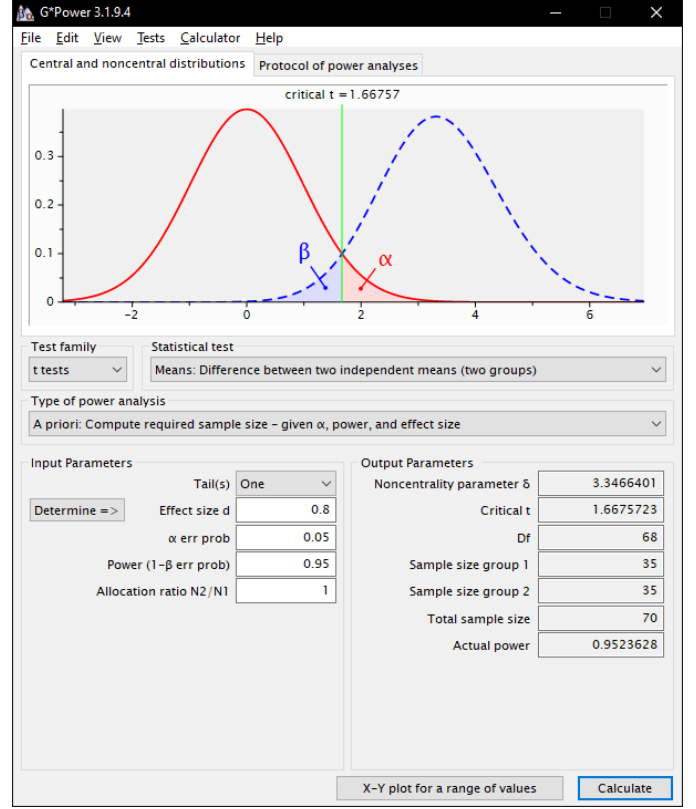 G*Power 3.1.9.4
File Edit View Tests Calculator Help
Central and noncentral distributions Protocol of power analyses
critical t = 1.66757
0.3
0.2
0.1
0
β
α
-2 0 2 4 6
Test family Statistical test
t tests Means: Difference between two independent means (two groups)
Type of power analysis
A priori: Compute required sample size – given α, power, and effect size
Input Parameters Output Parameters
Tail(s) One Noncentrality parameter δ 3.3466401
Determine => Effect size d 0.8 Critical t 1.6675723
α err prob 0.05 Df 68
Power (1-β err prob) 0.95 Sample size group 1 35
Allocation ratio N2/N1 1 Sample size group 2 35
Total sample size 70
Actual power 0.9523628
X-Y plot for a range of values Calculate